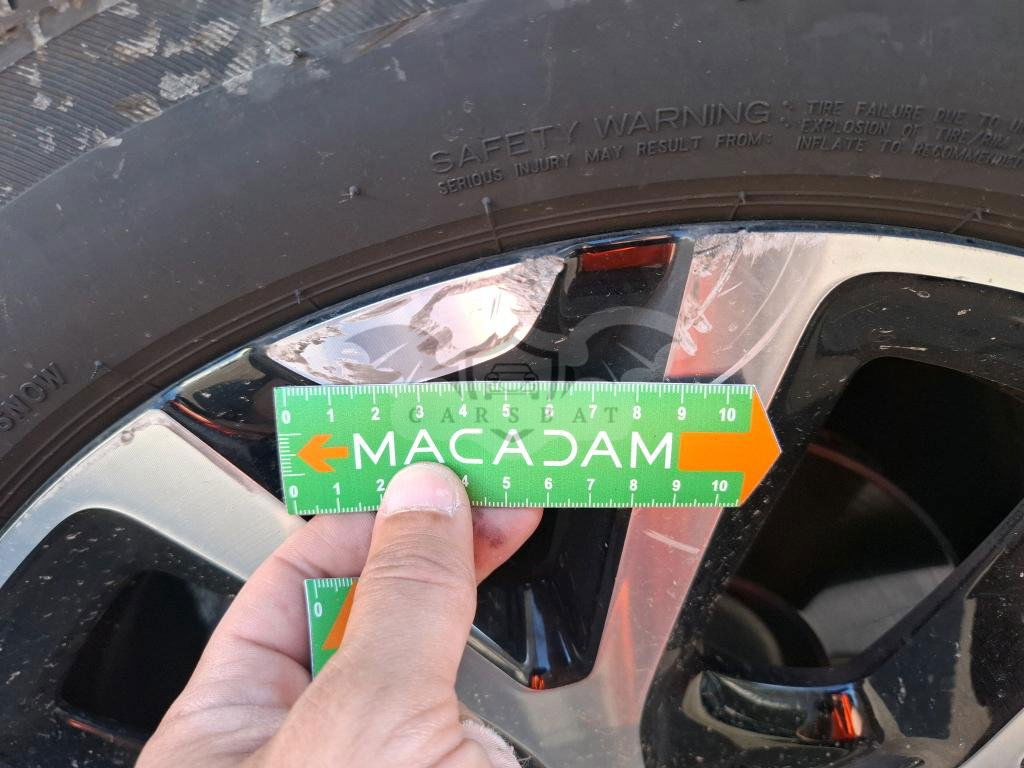 SAFETY WARNING
SERIOUS INJURY MAY RESULT FROM:
TIRE FAILURE DUE TO
EXPLOSION OF TIRE/RIM
INFLATE TO RECOMMENDED
SNOW
0 1 2 3 4 5 6 7 8 9 10
CARSEAT
MACADAM
0 1 2 4 5 6 7 8 9 10
0